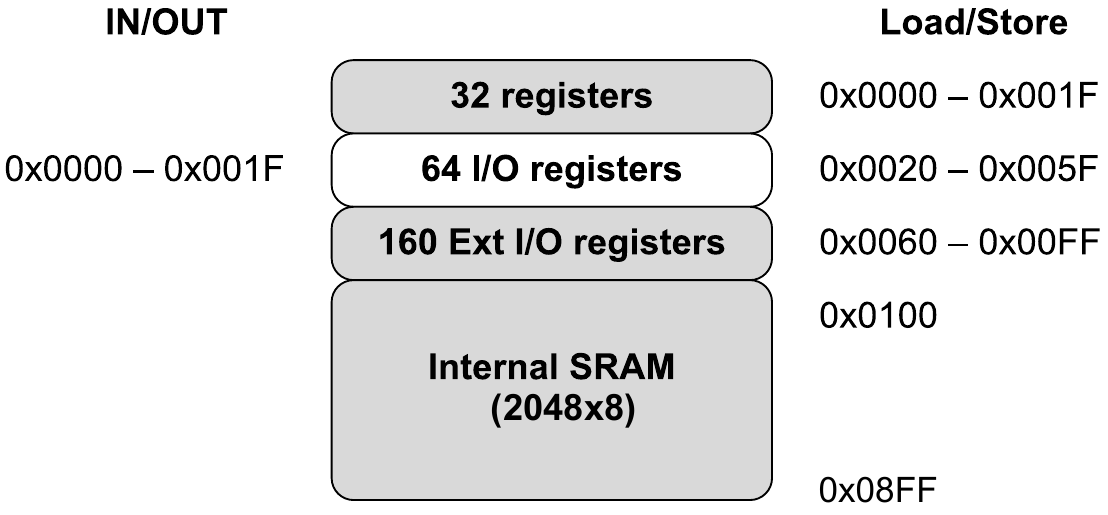 IN/OUT
Load/Store
32 registers
0x0000 – 0x001F
0x0000 – 0x001F
64 I/O registers
0x0020 – 0x005F
160 Ext I/O registers
0x0060 – 0x00FF
0x0100
Internal SRAM
(2048x8)
0x08FF